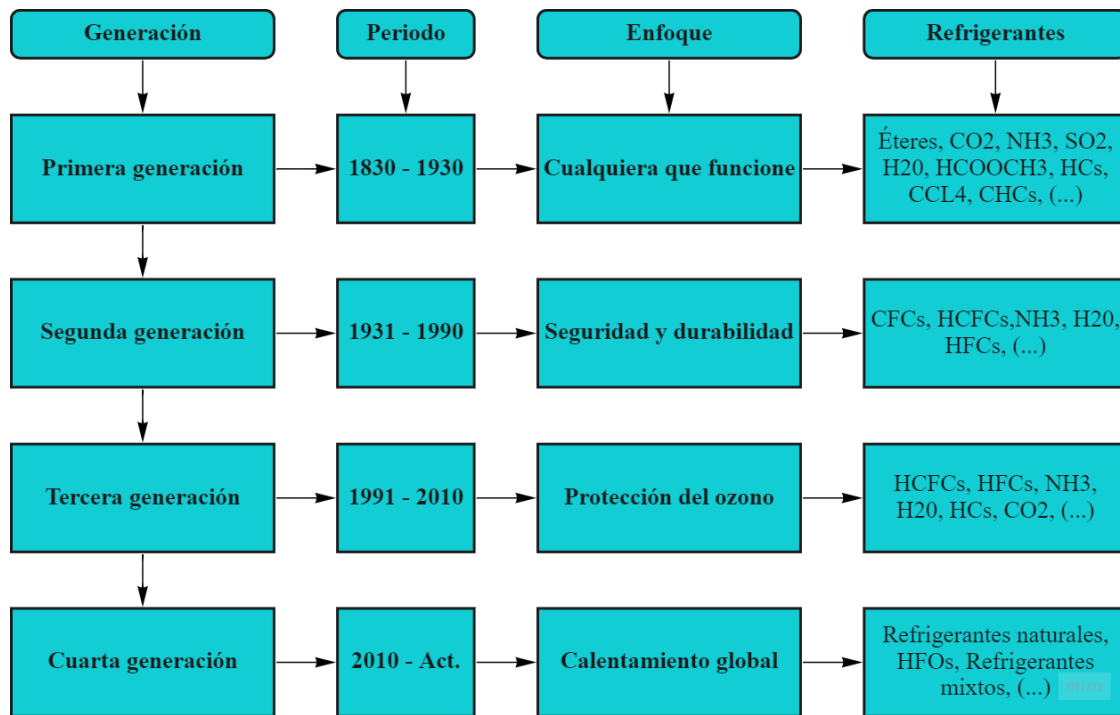 Generación
Periodo
Enfoque
Refrigerantes
Primera generación
1830 - 1930
Cualquiera que funcione
Éteres, CO2, NH3, SO2,
H20, HCOOCH3, HCs,
CCL4, CHCs, (...)
Segunda generación
1931 - 1990
Seguridad y durabilidad
CFCs, HCFCs,NH3, H20,
HFCs, (...)
Tercera generación
1991 - 2010
Protección del ozono
HCFCs, HFCs, NH3,
H20, HCs, CO2, (...)
Cuarta generación
2010 - Act.
Calentamiento global
Refrigerantes naturales,
HFOs, Refrigerantes
mixtos, (...)
miro